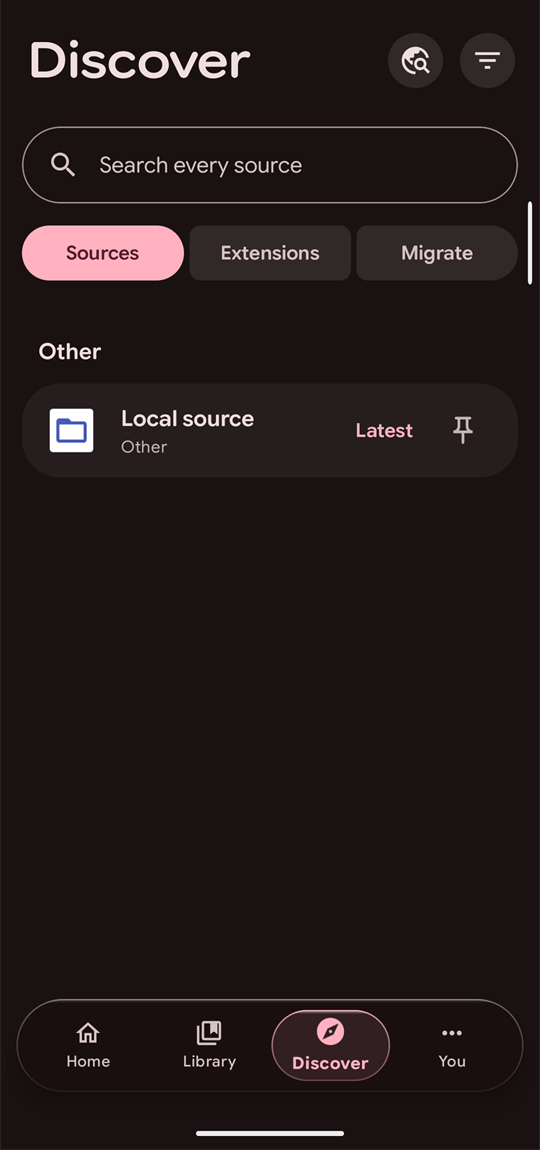 Discover
Search every source
Sources
Extensions
Migrate
Other
Local source
Other
Latest
Home
Library
Discover
You